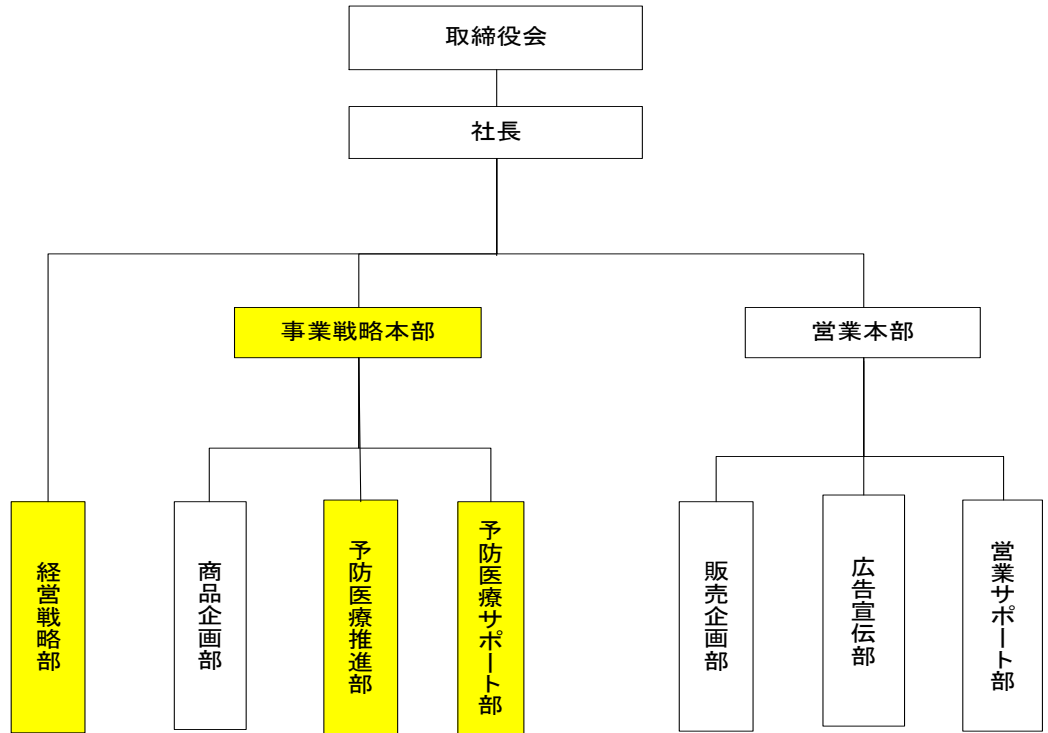 取締役会
社長
事業戦略本部
営業本部
経営戦略部
商品企画部
予防医療推進部
予防医療サポート部
販売企画部
広告宣伝部
営業サポート部